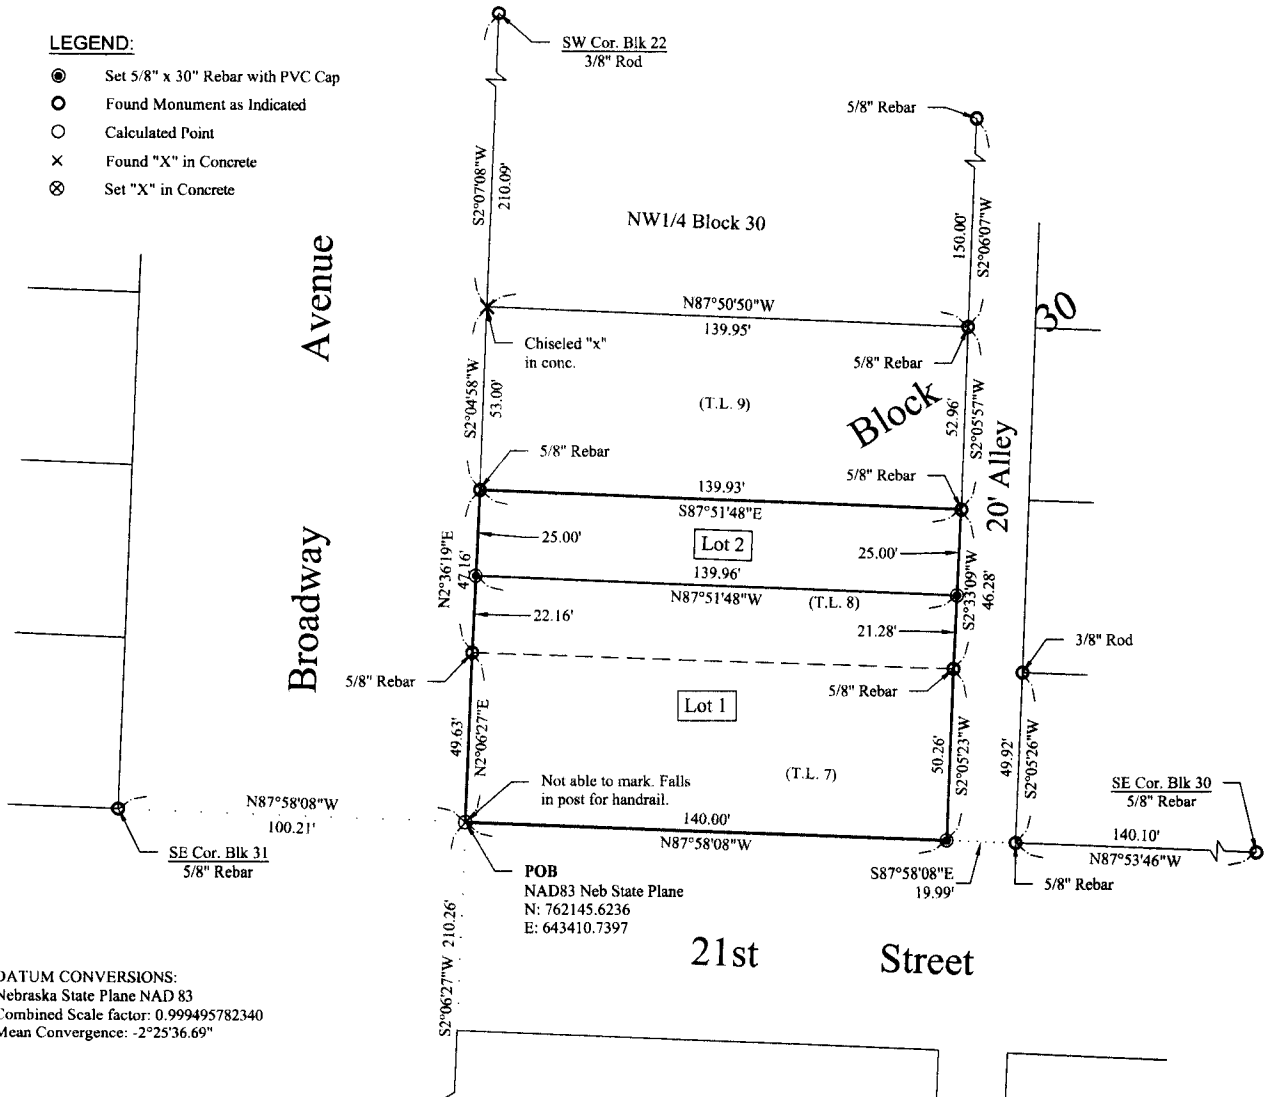 LEGEND:
Set 5/8" x 30" Rebar with PVC Cap
Found Monument as Indicated
Calculated Point
Found "X" in Concrete
Set "X" in Concrete
SW Cor. Blk 22
3/8" Rod
5/8" Rebar
S2°07'08"W
210.09'
NW1/4 Block 30
150.00'
S2°06'07"W
Avenue
N87°50'50"W
139.95'
30
Chiseled "x"
in conc.
5/8" Rebar
S2°04'58"W
53.00'
(T.L. 9)
Block
52.96'
S2°05'57"W
20' Alley
5/8" Rebar
5/8" Rebar
139.93'
S87°51'48"E
Broadway
N2°36'19"E
47.16'
25.00'
Lot 2
25.00'
S2°33'09"W
46.28'
139.96'
N87°51'48"W
(T.L. 8)
22.16'
21.28'
3/8" Rod
5/8" Rebar
5/8" Rebar
Lot 1
49.63'
N2°06'27"E
50.26'
S2°05'23"W
49.92'
S2°05'26"W
(T.L. 7)
Not able to mark. Falls
in post for handrail.
SE Cor. Blk 30
5/8" Rebar
N87°58'08"W
100.21'
140.00'
N87°58'08"W
140.10'
N87°53'46"W
SE Cor. Blk 31
5/8" Rebar
S87°58'08"E
19.99'
5/8" Rebar
POB
NAD83 Neb State Plane
N: 762145.6236
E: 643410.7397
S2°06'27"W 210.26'
21st Street
DATUM CONVERSIONS:
Nebraska State Plane NAD 83
Combined Scale factor: 0.999495782340
Mean Convergence: -2°25'36.69"